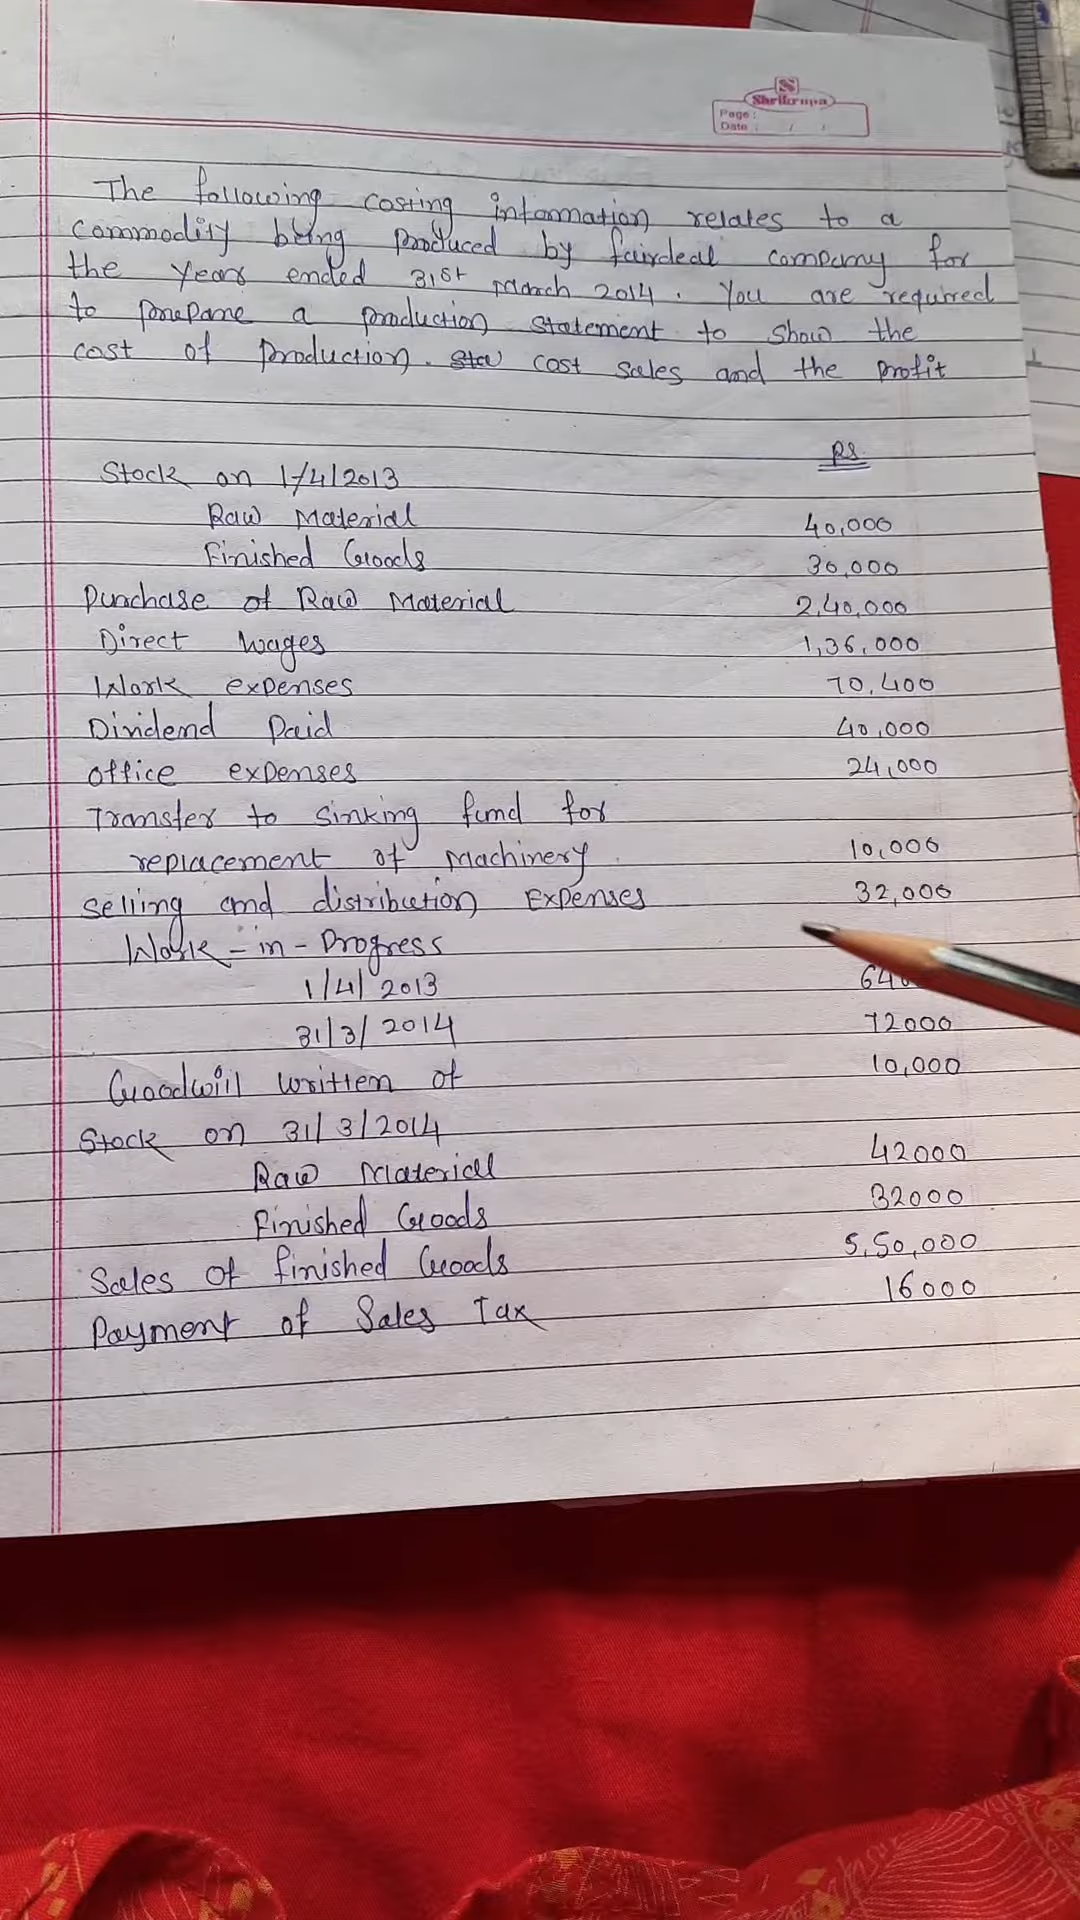 Shrikrupa
Page :
Date : / /
The following costing information relates to a
commodity being produced by fairdeal company for
the years ended 31st March 2014. You are required
to prepare a production statement to show the
cost of production. cost sales and the profit
RS.
Stock on 1/4/2013
Raw Material 40,000
Finished Goods 30,000
Purchase of Raw Material 2,40,000
Direct wages 1,36,000
Work expenses 70,400
Dividend Paid 40,000
office expenses 24,000
Transfer to sinking fund for
replacement of Machinery 10,000
Selling and distribution Expenses 32,000
Work-in-Progress
1/4/2013
31/3/2014 72000
Goodwill written of 10,000
Stock on 31/3/2014
Raw Material 42000
Finished Goods 32000
Sales of finished Goods 5,50,000
Payment of Sales Tax 16000